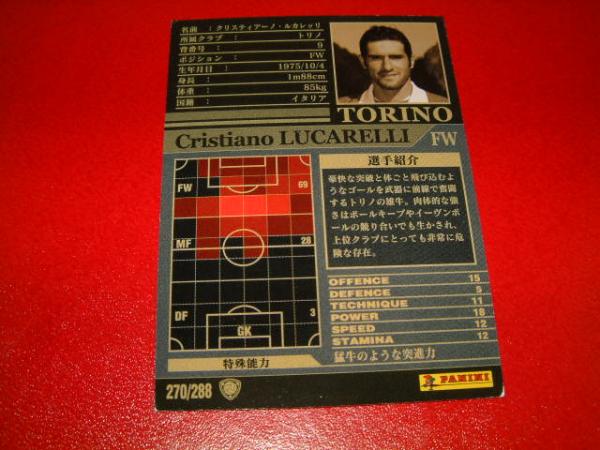 名前 : クリスティアーノ・ルカレッリ
所属クラブ : トリノ
背番号 : 9
ポジション : FW
生年月日 : 1975/10/4
身長 : 1m88cm
体重 : 85kg
国籍 : イタリア
TORINO
Cristiano LUCARELLI FW
FW 69
MF 28
DF 3
GK
選手紹介
豪快な突破と体ごと飛び込むよ
うなゴールを武器に前線で奮闘
するトリノの雄牛。肉体的な強
さはボールキープやイーヴンボ
ールの競り合いでも生かされ、
上位クラブにとっても非常に危
険な存在。
OFFENCE 15
DEFENCE 5
TECHNIQUE 11
POWER 18
SPEED 12
STAMINA 12
特殊能力 猛牛のような突進力
270/288
PANINI